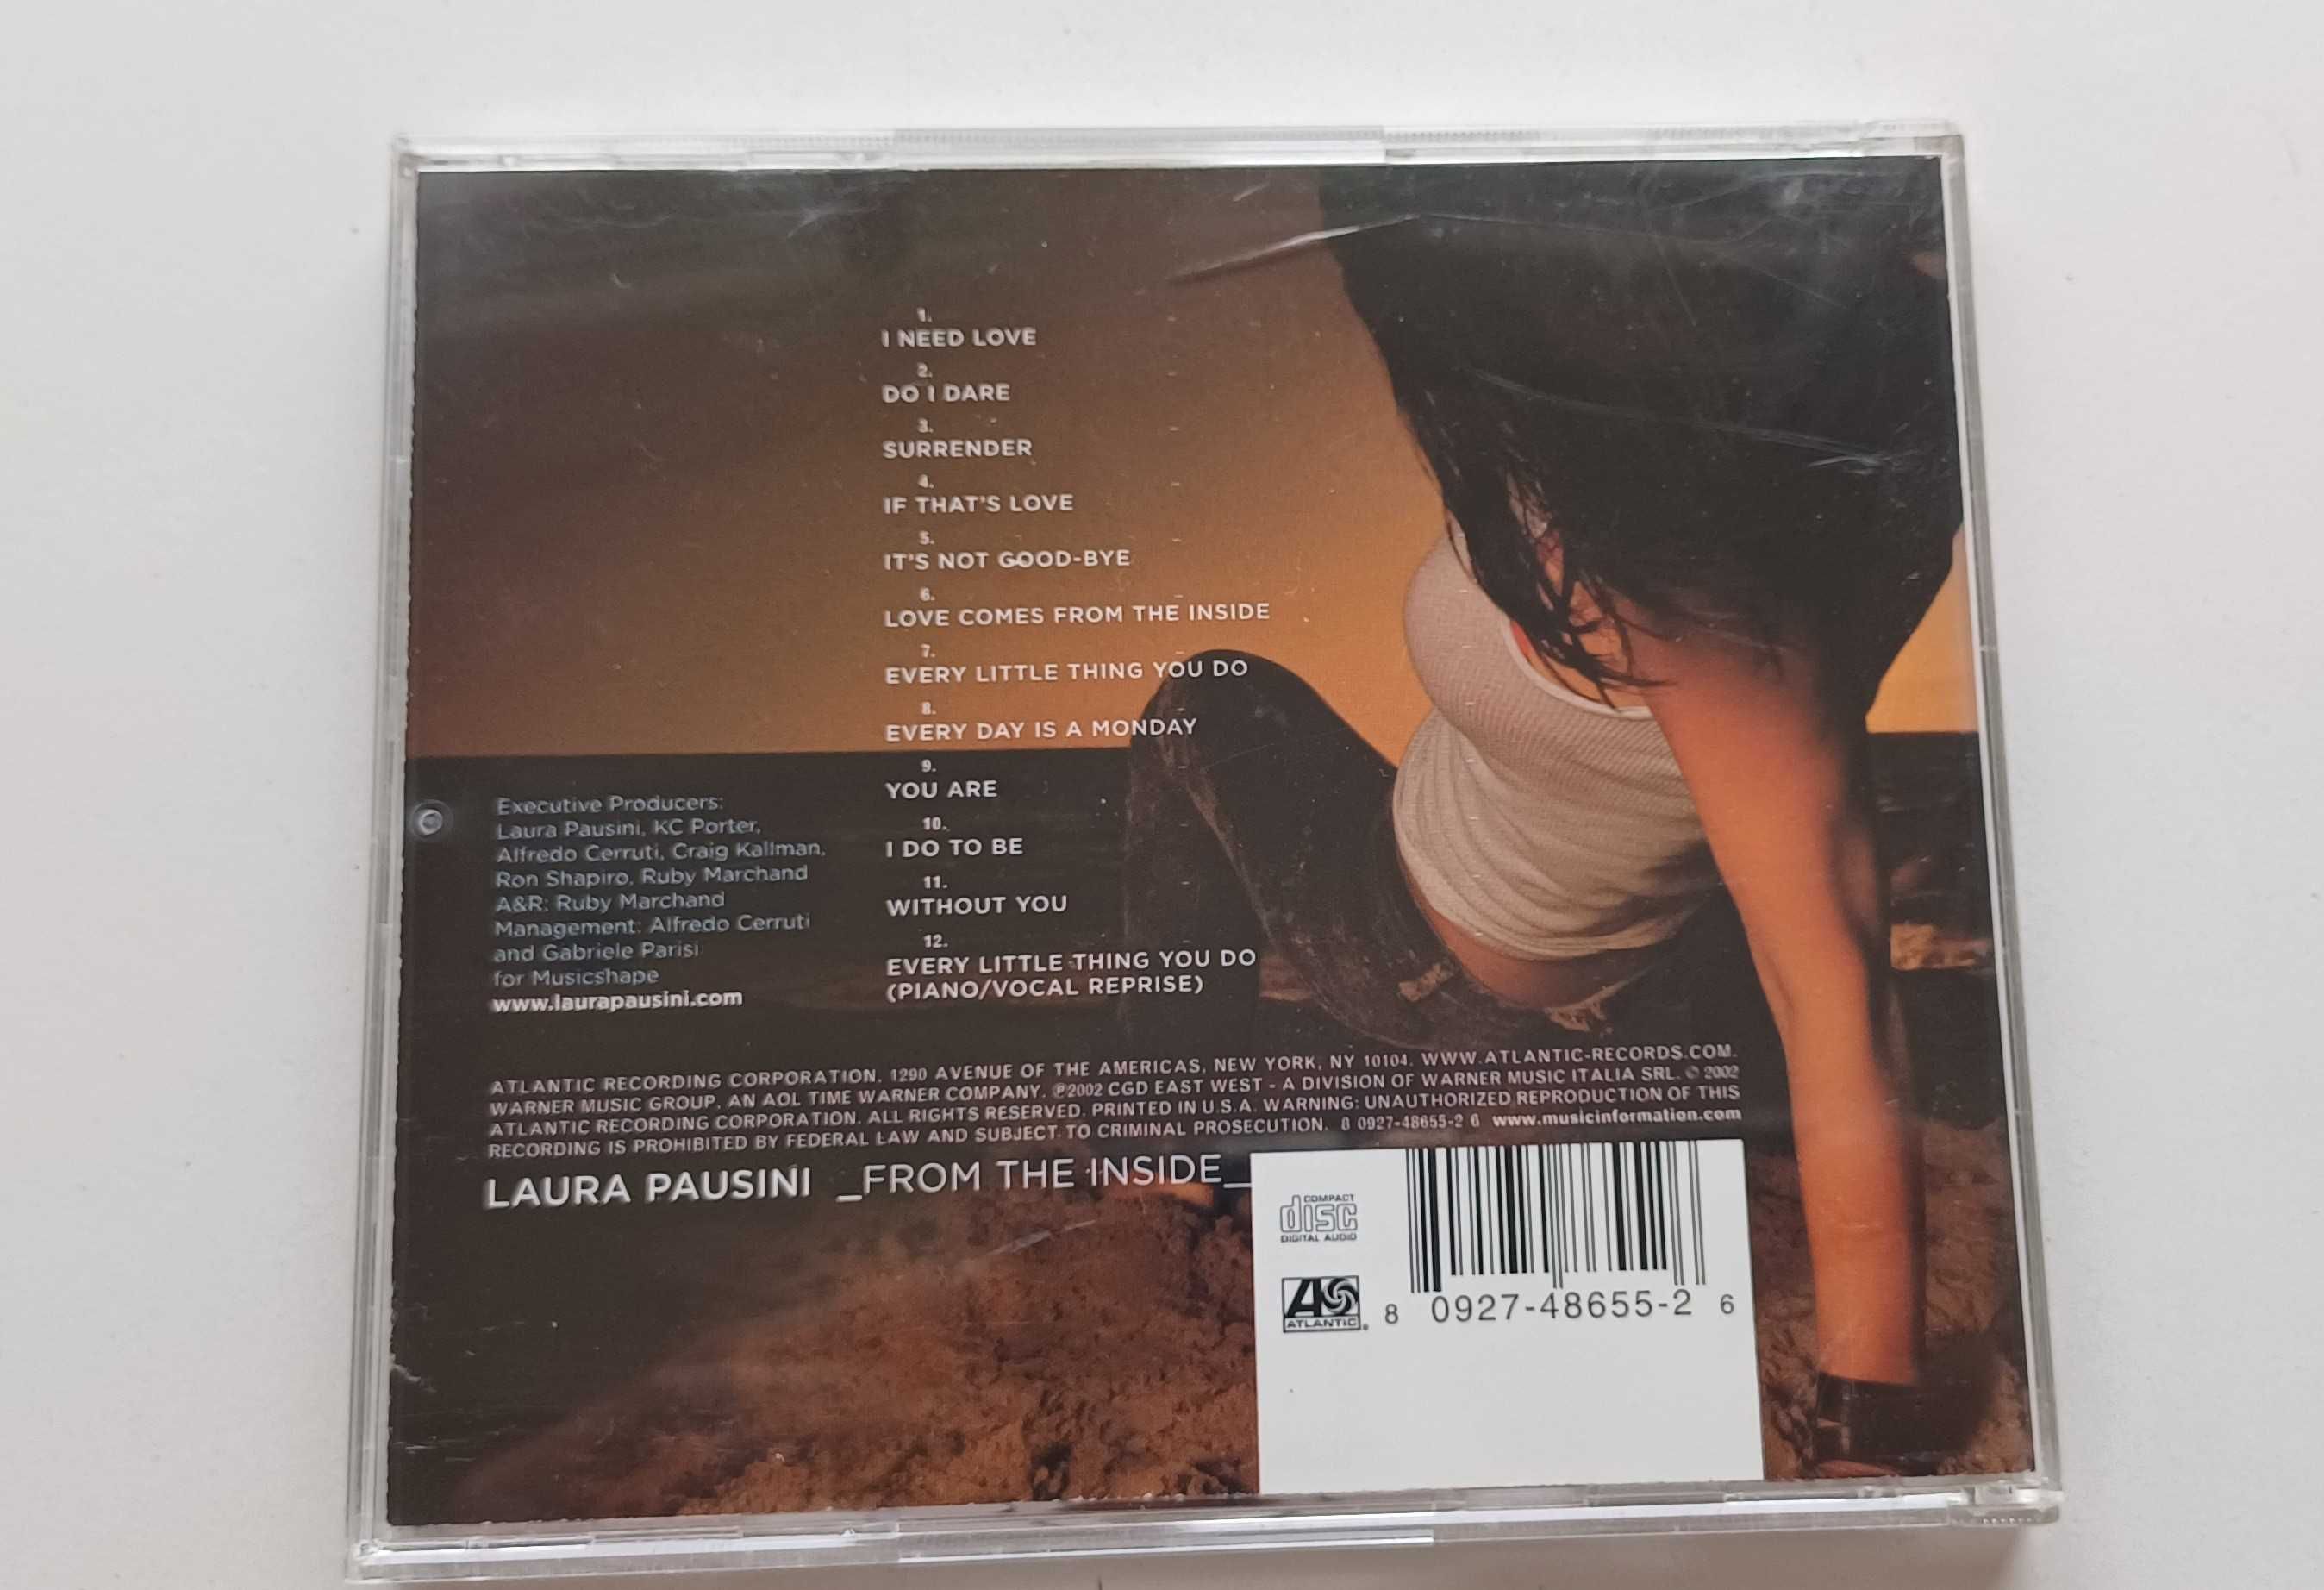 1.
I NEED LOVE
2.
DO I DARE
3.
SURRENDER
4.
IF THAT'S LOVE
5.
IT'S NOT GOOD-BYE
6.
LOVE COMES FROM THE INSIDE
7.
EVERY LITTLE THING YOU DO
8.
EVERY DAY IS A MONDAY
9.
YOU ARE
10.
I DO TO BE
11.
WITHOUT YOU
12.
EVERY LITTLE THING YOU DO
(PIANO/VOCAL REPRISE)
Executive Producers:
Laura Pausini, KC Porter,
Alfredo Cerruti, Craig Kallman,
Ron Shapiro, Ruby Marchand
A&R: Ruby Marchand
Management: Alfredo Cerruti
and Gabriele Parisi
for Musicshape
www.laurapausini.com
ATLANTIC RECORDING CORPORATION, 1290 AVENUE OF THE AMERICAS, NEW YORK, NY 10104. WWW.ATLANTIC-RECORDS.COM.
WARNER MUSIC GROUP, AN AOL TIME WARNER COMPANY. ℗2002 CGD EAST WEST - A DIVISION OF WARNER MUSIC ITALIA SRL. © 2002
ATLANTIC RECORDING CORPORATION. ALL RIGHTS RESERVED. PRINTED IN U.S.A. WARNING: UNAUTHORIZED REPRODUCTION OF THIS
RECORDING IS PROHIBITED BY FEDERAL LAW AND SUBJECT TO CRIMINAL PROSECUTION. 8 0927-48655-2 6 www.musicinformation.com
LAURA PAUSINI _FROM THE INSIDE_
COMPACT
disc
DIGITAL AUDIO
ATLANTIC®
8 0927-48655-2 6